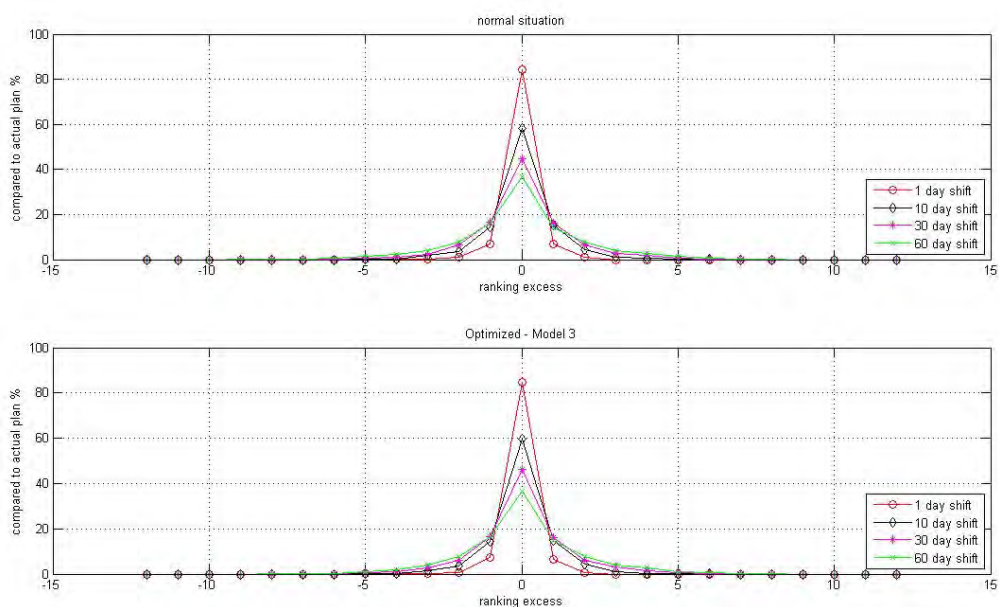 normal situation
100
80
60
40
20
0
compared to actual plan %
-15
-10
-5
0
5
10
15
ranking excess
1 day shift
10 day shift
30 day shift
60 day shift
Optimized - Model 3
100
80
60
40
20
0
compared to actual plan %
-15
-10
-5
0
5
10
15
ranking excess
1 day shift
10 day shift
30 day shift
60 day shift